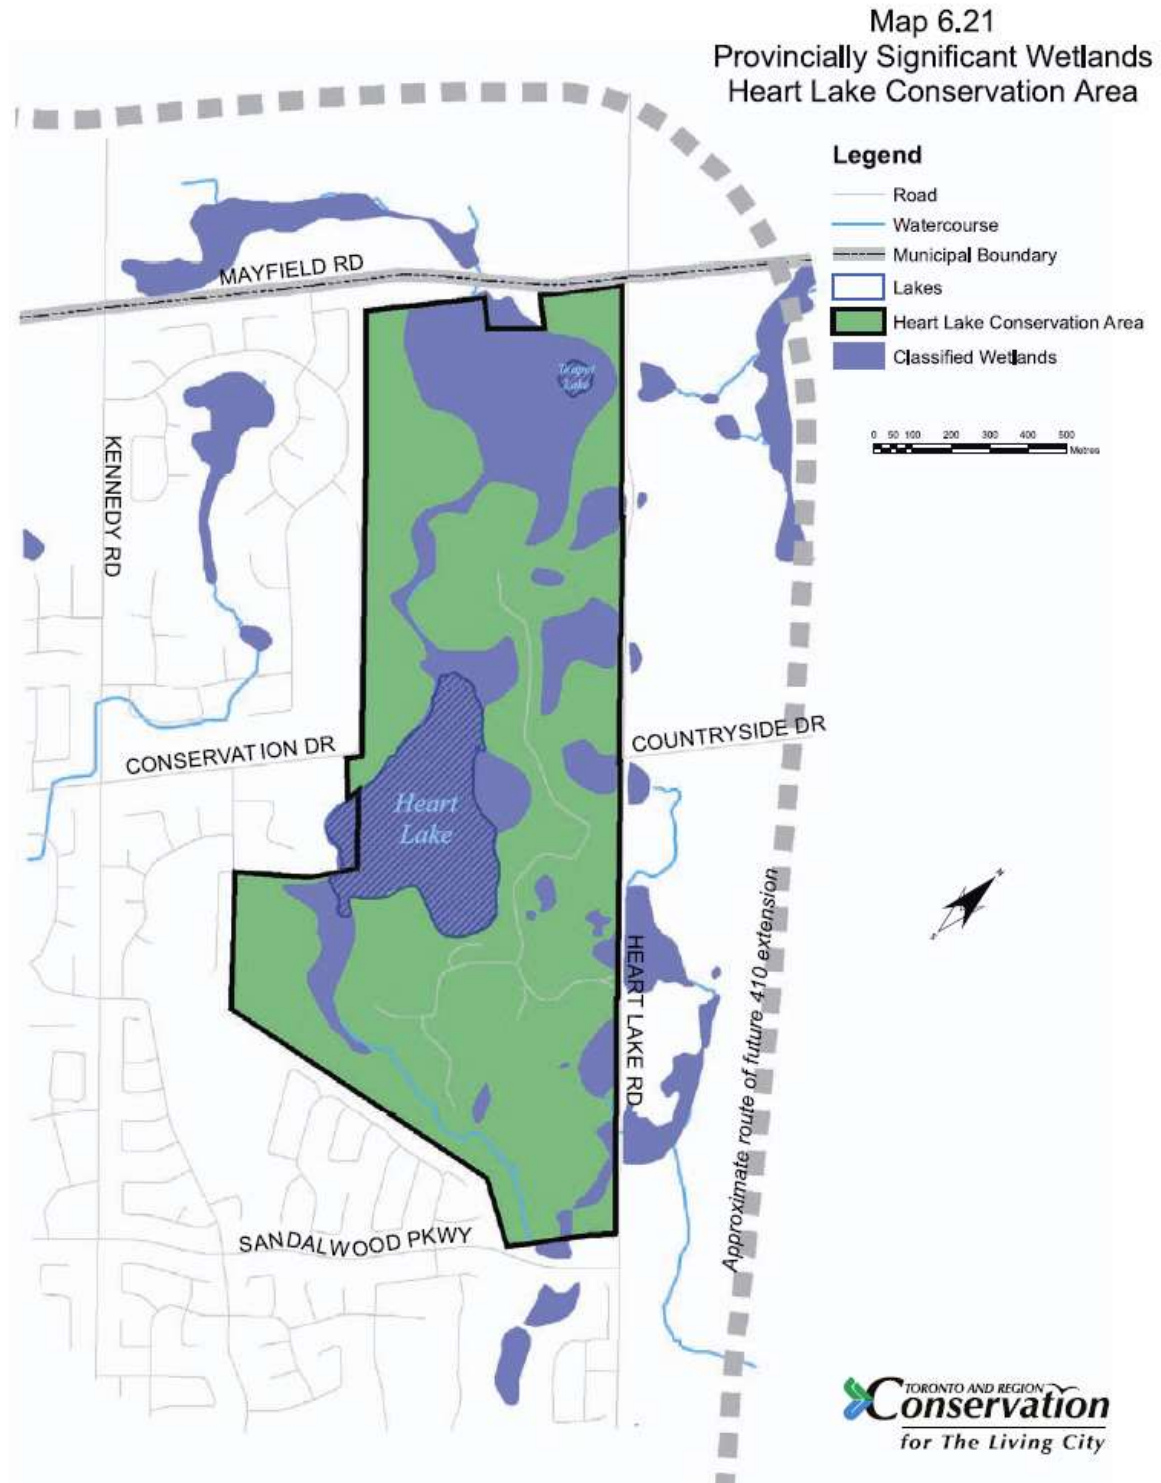 Map 6.21
Provincially Significant Wetlands
Heart Lake Conservation Area
Legend
Road
Watercourse
Municipal Boundary
Lakes
Heart Lake Conservation Area
Classified Wetlands
0 50 100 200 300 400 500
Metres
MAYFIELD RD
Teapot
Lake
KENNEDY RD
CONSERVATION DR
COUNTRYSIDE DR
Heart
Lake
HEART LAKE RD
Approximate route of future 410 extension
SANDALWOOD PKWY
N
TORONTO AND REGION
Conservation
for The Living City